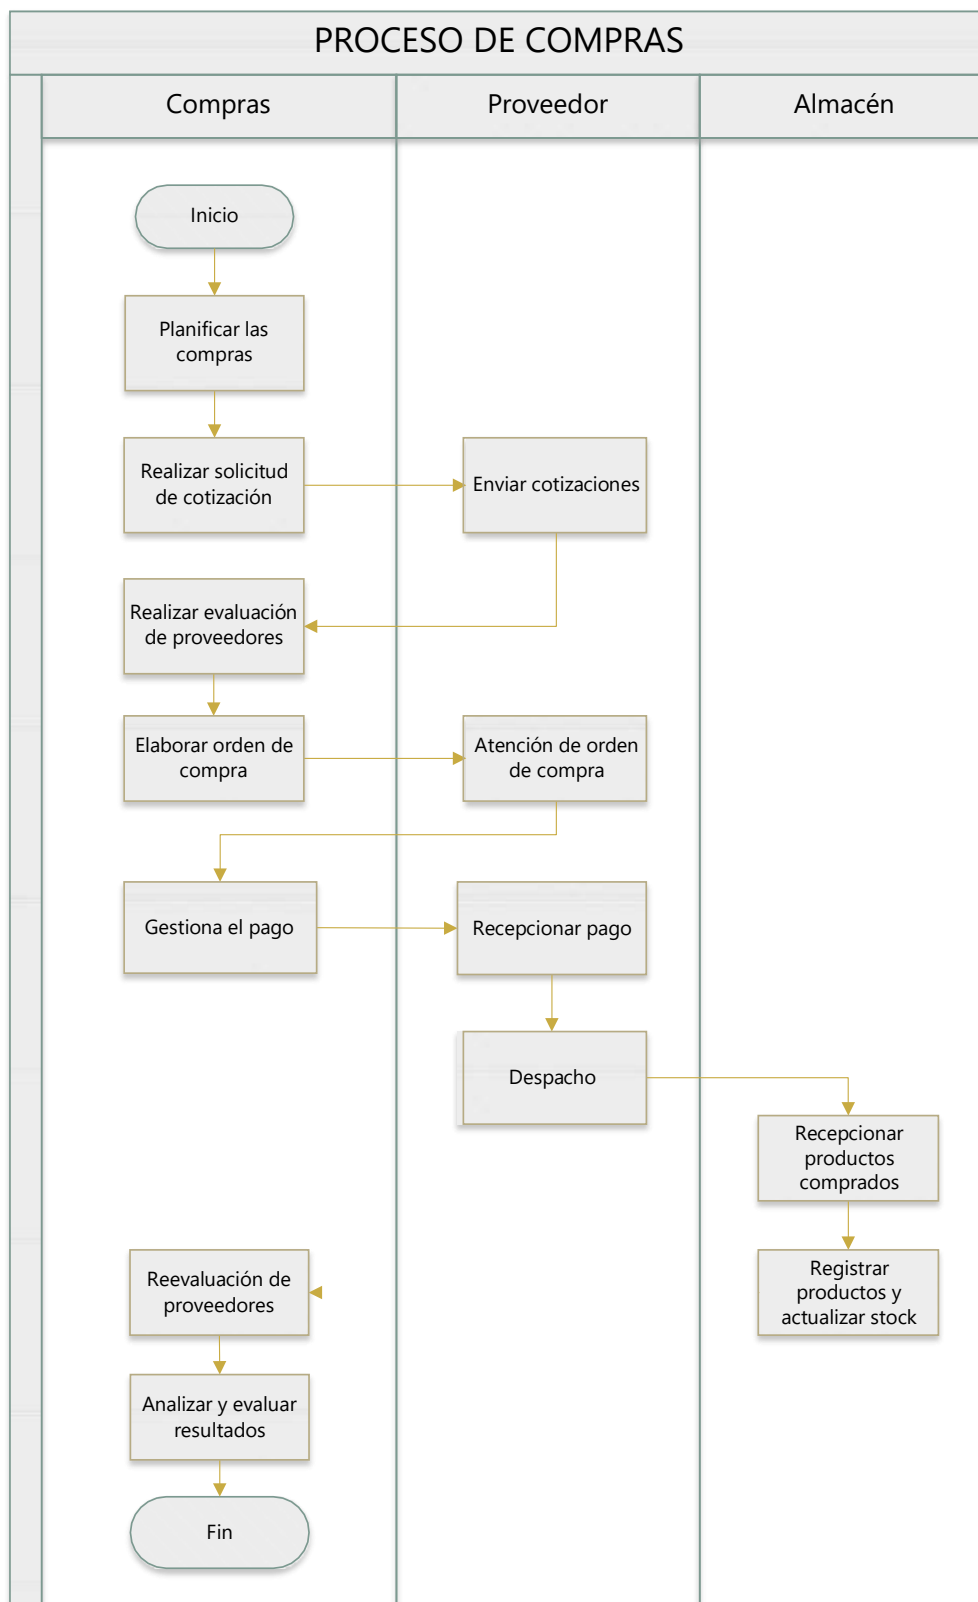 PROCESO DE COMPRAS
Compras
Proveedor
Almacén
Inicio
Planificar las
compras
Realizar solicitud
de cotización
Enviar cotizaciones
Realizar evaluación
de proveedores
Elaborar orden de
compra
Atención de orden
de compra
Gestiona el pago
Recepcionar pago
Despacho
Recepcionar
productos
comprados
Registrar
productos y
actualizar stock
Reevaluación de
proveedores
Analizar y evaluar
resultados
Fin